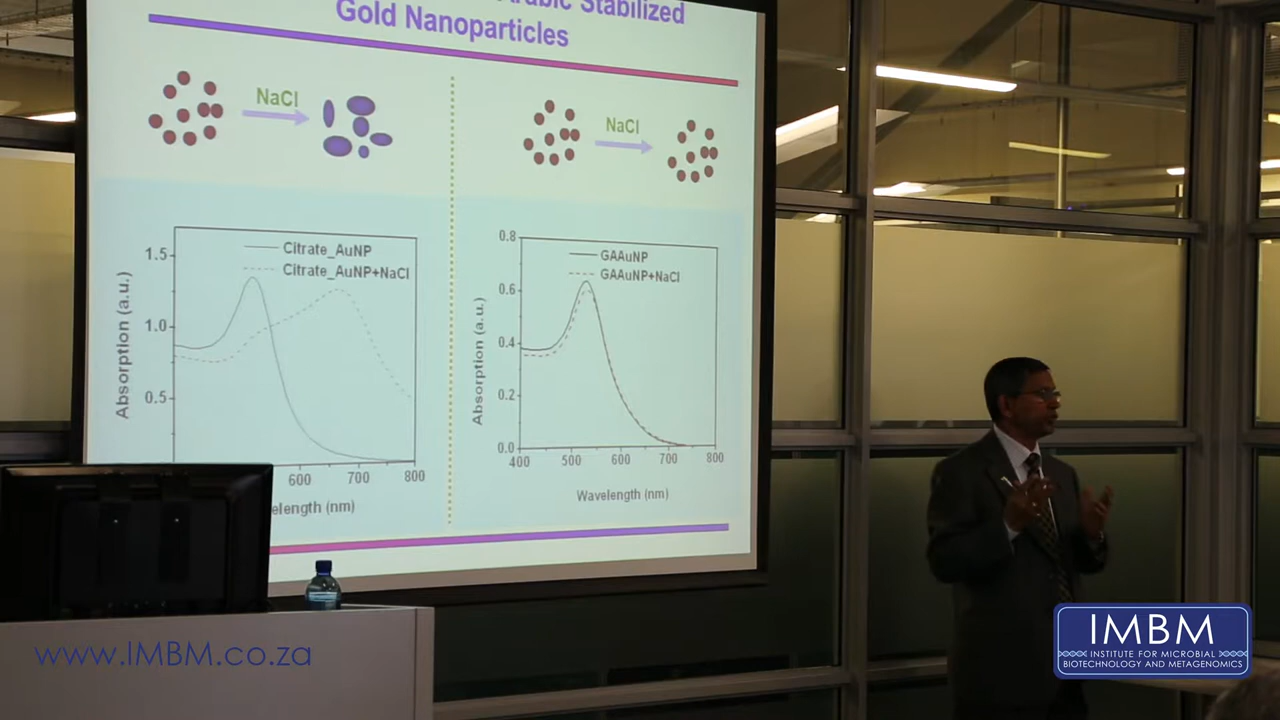 Arabic Stabilized
Gold Nanoparticles
NaCl
NaCl
Citrate_AuNP
Citrate_AuNP+NaCl
1.5
1.0
0.5
Absorption (a.u.)
600
700
800
elength (nm)
GAAuNP
GAAuNP+NaCl
0.8
0.6
0.4
0.2
0.0
Absorption (a.u.)
400
500
600
700
800
Wavelength (nm)
www.IMBM.co.za
IMBM
INSTITUTE FOR MICROBIAL
BIOTECHNOLOGY AND METAGENOMICS